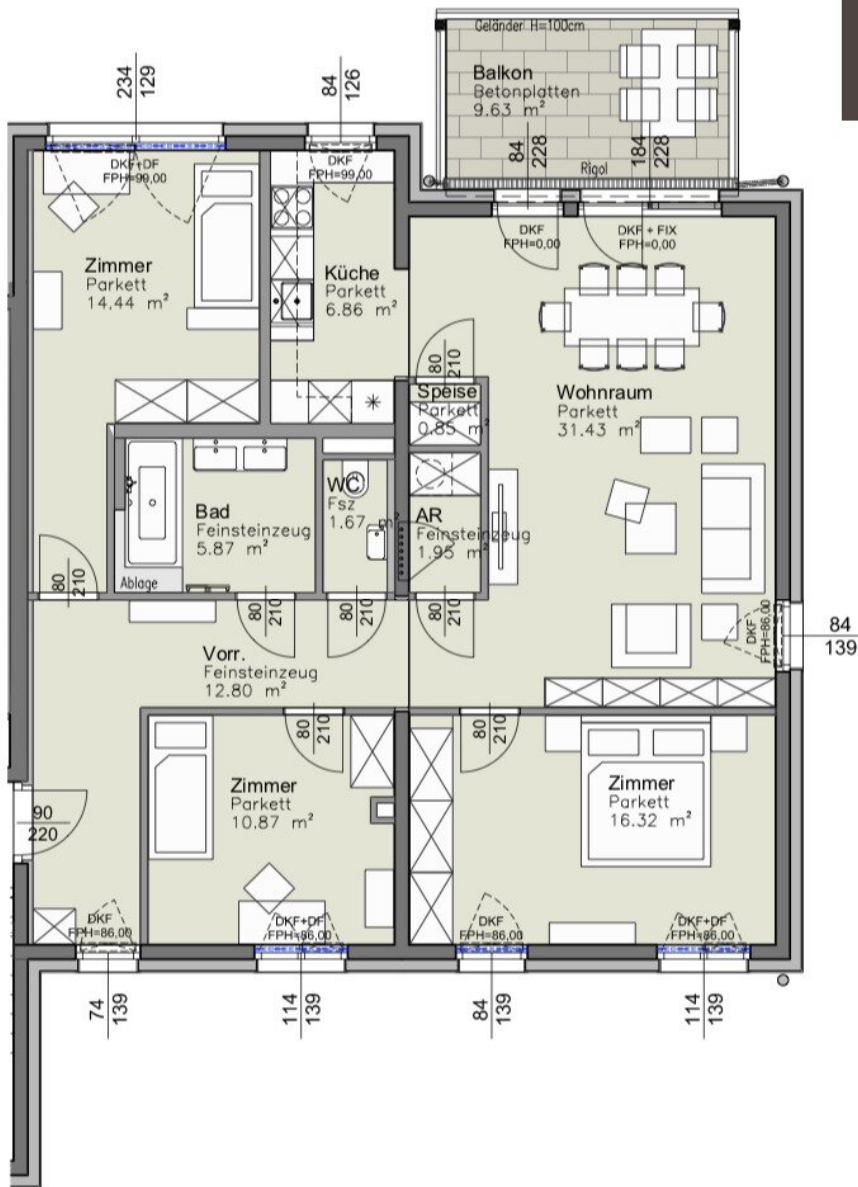 Geländer H=100cm
234
129
84
126
Balkon
Betonplatten
9.63 m²
84
228
184
228
Rigol
DKF+DF
FPH=99,00
DKF
FPH=99,00
DKF
FPH=0,00
DKF + FIX
FPH=0,00
Zimmer
Parkett
14.44 m²
Küche
Parkett
6.86 m²
80
210
Speise
Parkett
0.85 m²
Wohnraum
Parkett
31.43 m²
Bad
Feinsteinzeug
5.87 m²
WC
Fsz
1.67 m²
AR
Feinsteinzeug
1.95 m²
Ablage
80
210
80
210
80
210
80
210
DKF
FPH=86,00
84
139
Vorr.
Feinsteinzeug
12.80 m²
80
210
80
210
Zimmer
Parkett
10.87 m²
Zimmer
Parkett
16.32 m²
90
220
DKF
FPH=86,00
DKF+DF
FPH=86,00
DKF
FPH=86,00
DKF+DF
FPH=86,00
74
139
114
139
84
139
114
139